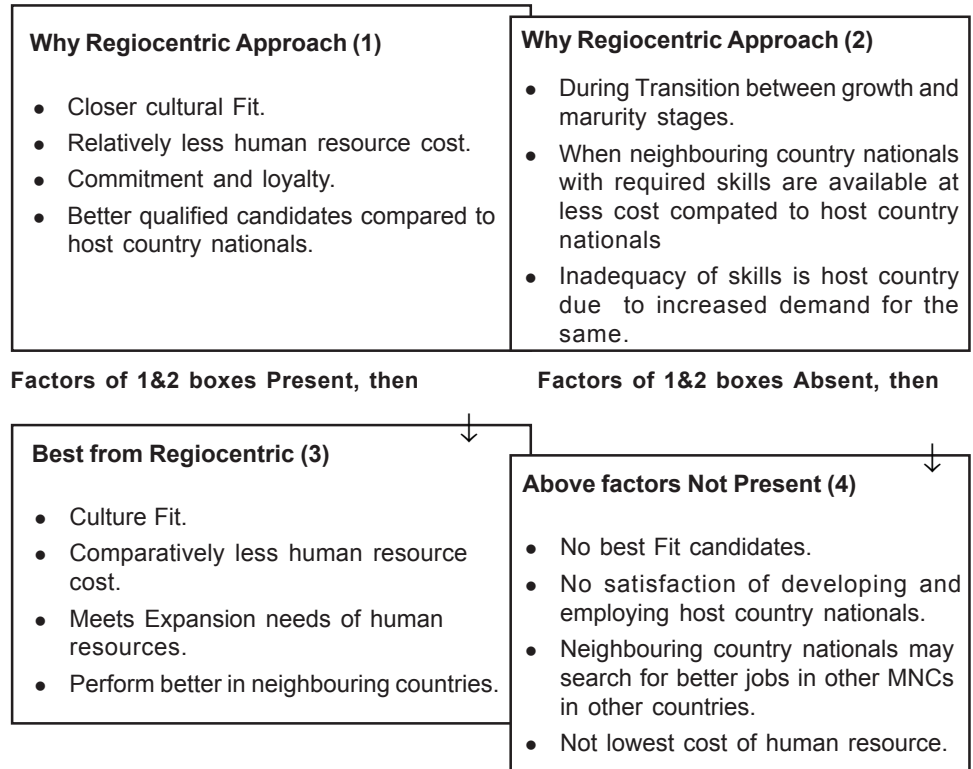 Why Regiocentric Approach (1)
● Closer cultural Fit.
● Relatively less human resource cost.
● Commitment and loyalty.
● Better qualified candidates compared to
host country nationals.
Why Regiocentric Approach (2)
● During Transition between growth and
marurity stages.
● When neighbouring country nationals
with required skills are available at
less cost compated to host country
nationals
● Inadequacy of skills is host country
due to increased demand for the
same.
Factors of 1&2 boxes Present, then
Factors of 1&2 boxes Absent, then
Best from Regiocentric (3)
● Culture Fit.
● Comparatively less human resource
cost.
● Meets Expansion needs of human
resources.
● Perform better in neighbouring countries.
Above factors Not Present (4)
● No best Fit candidates.
● No satisfaction of developing and
employing host country nationals.
● Neighbouring country nationals may
search for better jobs in other MNCs
in other countries.
● Not lowest cost of human resource.